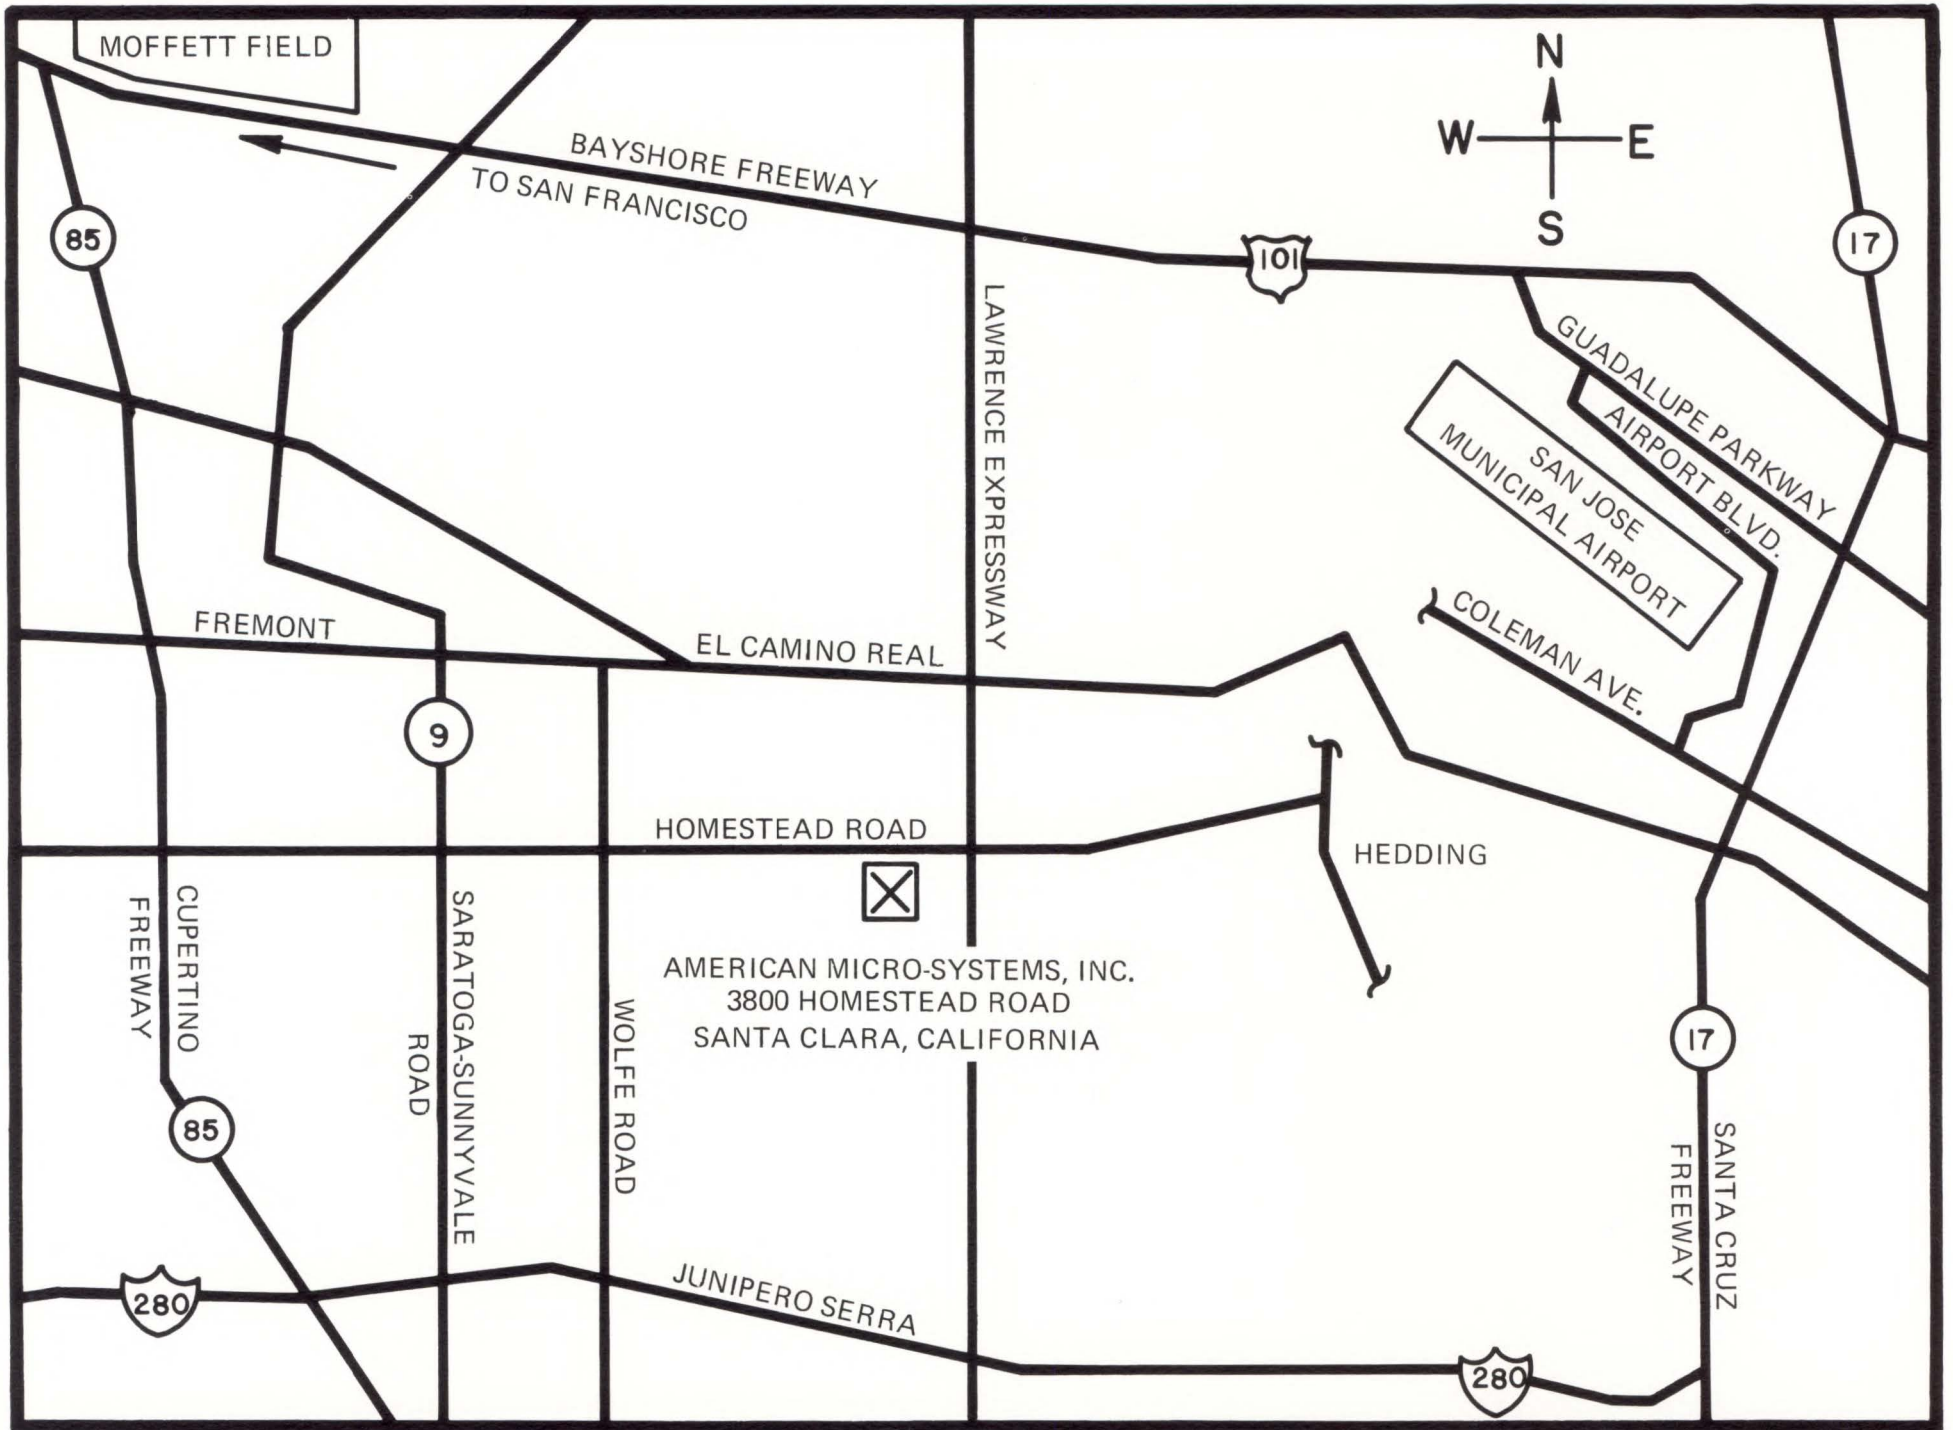 MOFFETT FIELD
N
W
E
S
BAYSHORE FREEWAY
TO SAN FRANCISCO
85
17
101
LAWRENCE EXPRESSWAY
GUADALUPE PARKWAY
AIRPORT BLVD.
SAN JOSE
MUNICIPAL AIRPORT
COLEMAN AVE.
FREMONT
EL CAMINO REAL
9
HOMESTEAD ROAD
HEDDING
CUPERTINO
FREEWAY
SARATOGA-SUNNYVALE
ROAD
WOLFE ROAD
AMERICAN MICRO-SYSTEMS, INC.
3800 HOMESTEAD ROAD
SANTA CLARA, CALIFORNIA
17
85
SANTA CRUZ
FREEWAY
280
JUNIPERO SERRA
280